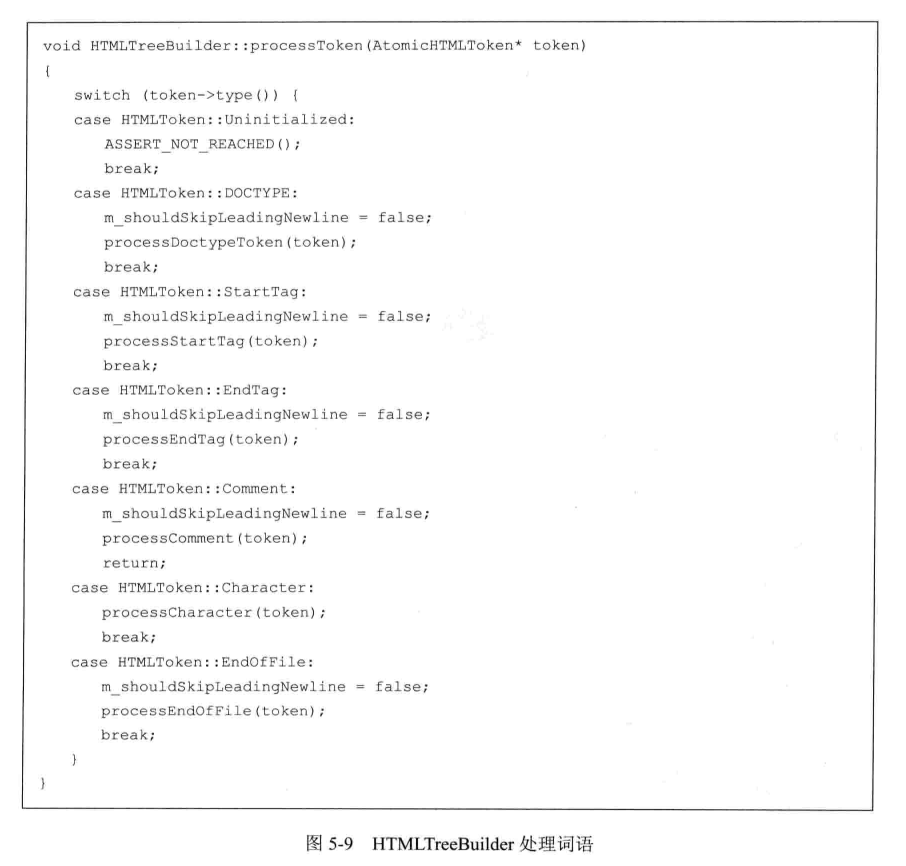 void HTMLTreeBuilder::processToken(AtomicHTMLToken* token)
{
    switch (token->type()) {
    case HTMLToken::Uninitialized:
        ASSERT_NOT_REACHED();
        break;
    case HTMLToken::DOCTYPE:
        m_shouldSkipLeadingNewline = false;
        processDoctypeToken(token);
        break;
    case HTMLToken::StartTag:
        m_shouldSkipLeadingNewline = false;
        processStartTag(token);
        break;
    case HTMLToken::EndTag:
        m_shouldSkipLeadingNewline = false;
        processEndTag(token);
        break;
    case HTMLToken::Comment:
        m_shouldSkipLeadingNewline = false;
        processComment(token);
        return;
    case HTMLToken::Character:
        processCharacter(token);
        break;
    case HTMLToken::EndOfFile:
        m_shouldSkipLeadingNewline = false;
        processEndOfFile(token);
        break;
    }
}
图 5-9 HTMLTreeBuilder 处理词语